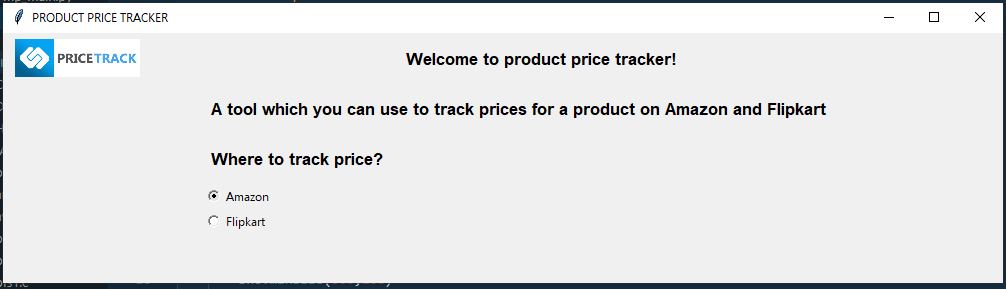 PRODUCT PRICE TRACKER
PRICETRACK
Welcome to product price tracker!
A tool which you can use to track prices for a product on Amazon and Flipkart
Where to track price?
Amazon
Flipkart